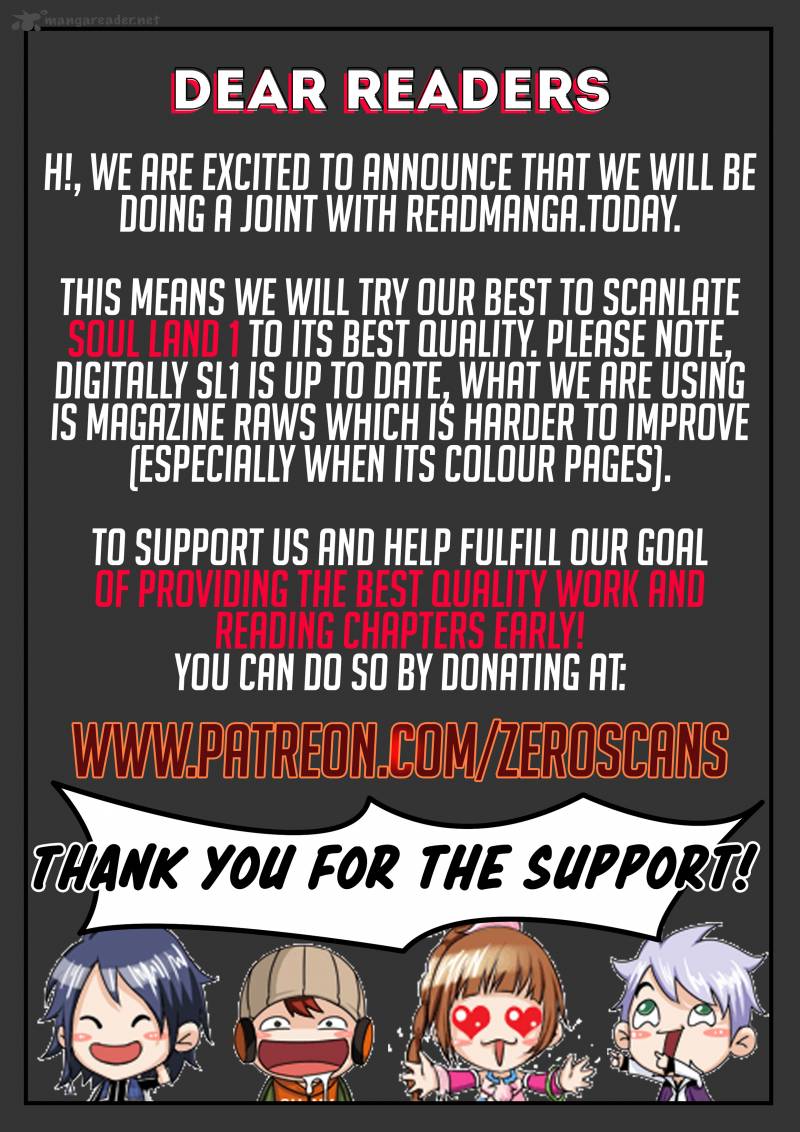 mangareader.net
DEAR READERS
H!, WE ARE EXCITED TO ANNOUNCE THAT WE WILL BE
DOING A JOINT WITH READMANGA.TODAY.
THIS MEANS WE WILL TRY OUR BEST TO SCANLATE
SOUL LAND 1 TO ITS BEST QUALITY. PLEASE NOTE,
DIGITALLY SL1 IS UP TO DATE, WHAT WE ARE USING
IS MAGAZINE RAWS WHICH IS HARDER TO IMPROVE
(ESPECIALLY WHEN ITS COLOUR PAGES).
TO SUPPORT US AND HELP FULFILL OUR GOAL
OF PROVIDING THE BEST QUALITY WORK AND
READING CHAPTERS EARLY!
YOU CAN DO SO BY DONATING AT:
WWW.PATREON.COM/ZEROSCANS
THANK YOU FOR THE SUPPORT!